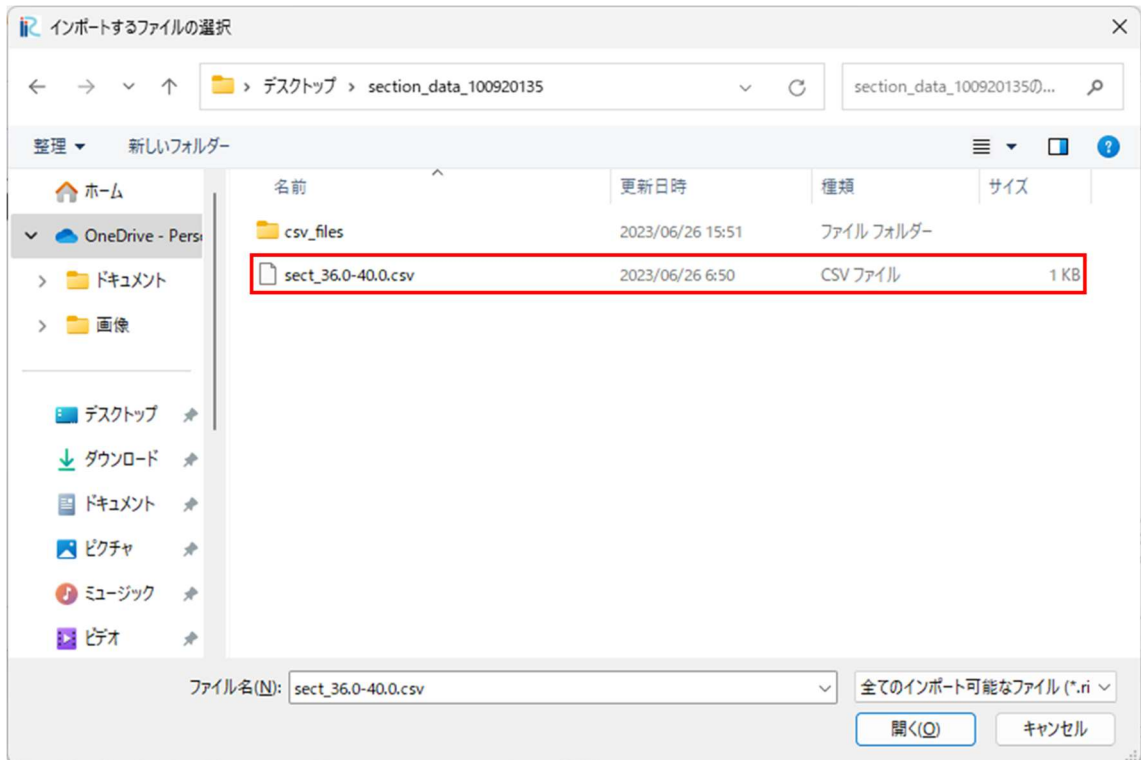 インポートするファイルの選択
デスクトップ › section_data_100920135
section_data_100920135の...
整理
新しいフォルダー
名前 更新日時 種類 サイズ
ホーム
OneDrive - Pers
ドキュメント
画像
csv_files 2023/06/26 15:51 ファイル フォルダー
sect_36.0-40.0.csv 2023/06/26 6:50 CSV ファイル 1 KB
デスクトップ
ダウンロード
ドキュメント
ピクチャ
ミュージック
ビデオ
ファイル名(N): sect_36.0-40.0.csv
全てのインポート可能なファイル (*.ri
開く(O)
キャンセル